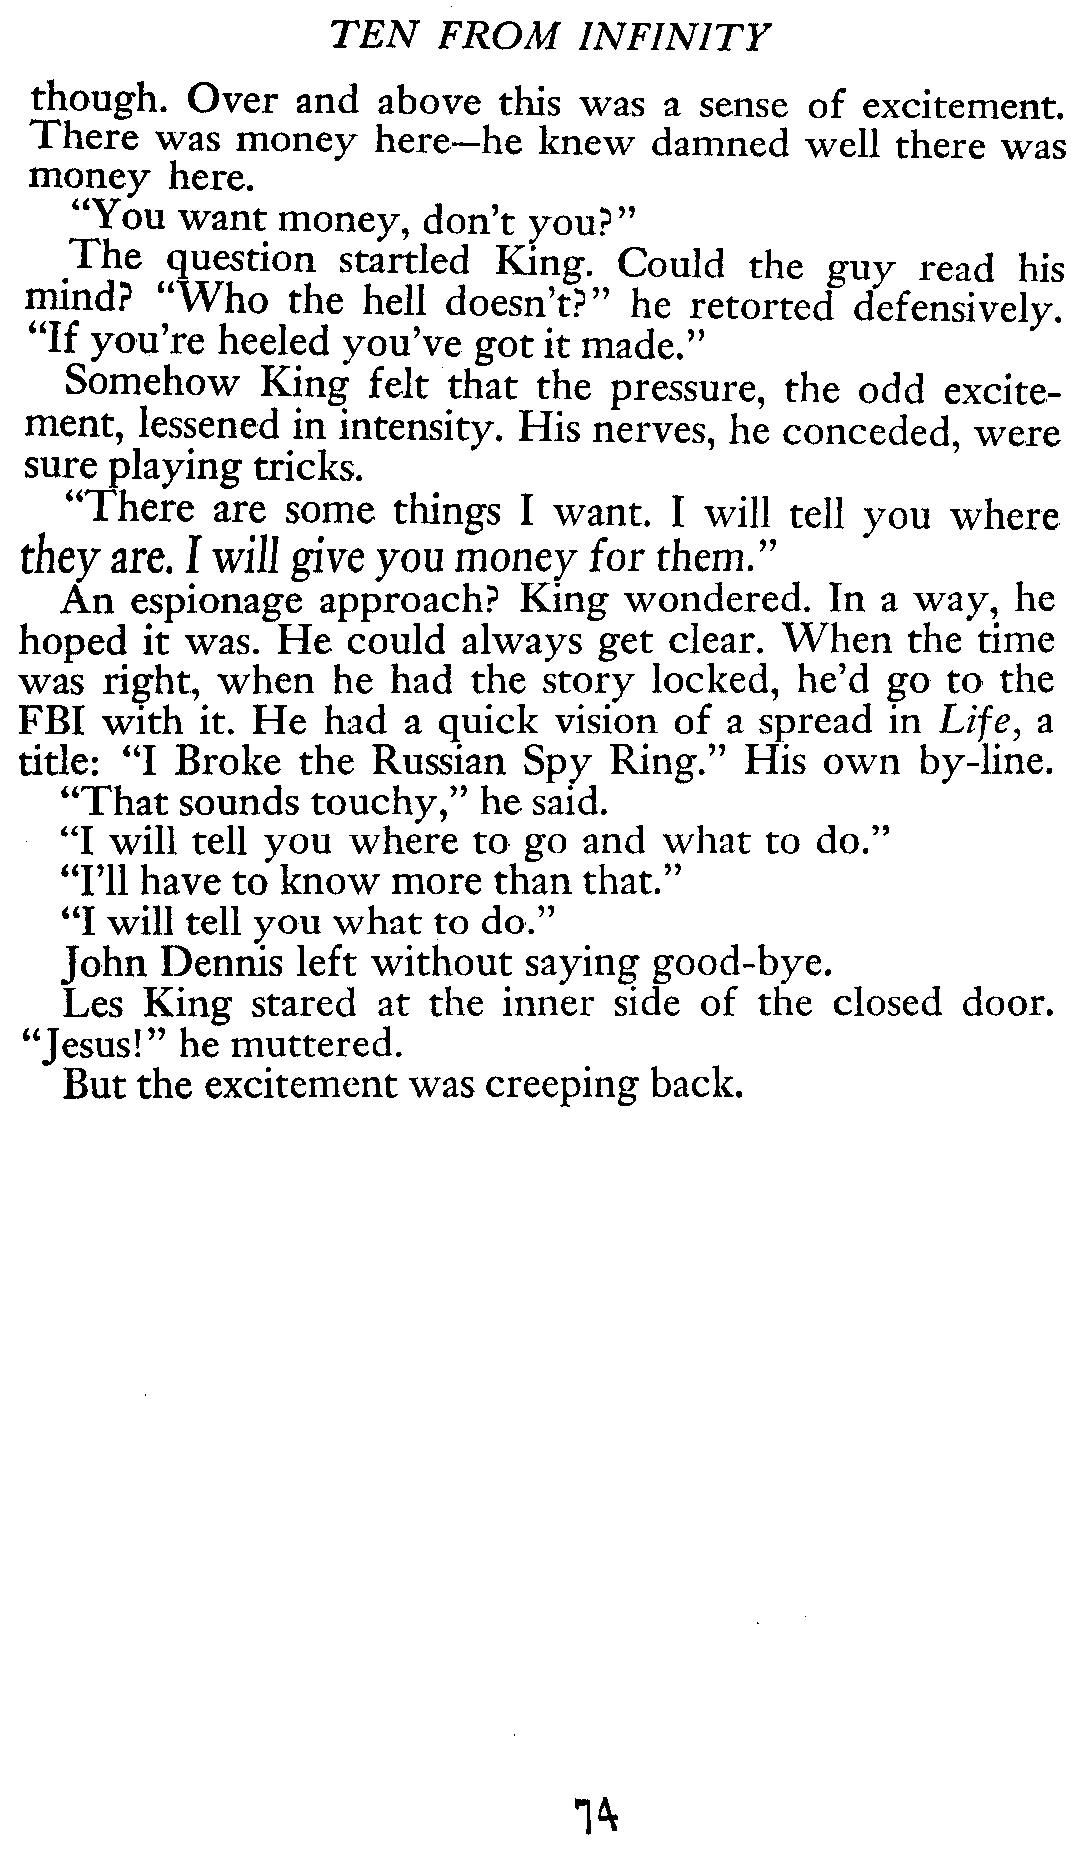 TEN FROM INFINITY
though. Over and above this was a sense of excitement.
There was money here—he knew damned well there was
money here.
“You want money, don't you?”
The question startled King. Could the guy read his
mind? “Who the hell doesn't?” he retorted defensively.
“If you're heeled you've got it made.”
Somehow King felt that the pressure, the odd excite-
ment, lessened in intensity. His nerves, he conceded, were
sure playing tricks.
“There are some things I want. I will tell you where
they are. I will give you money for them.”
An espionage approach? King wondered. In a way, he
hoped it was. He could always get clear. When the time
was right, when he had the story locked, he'd go to the
FBI with it. He had a quick vision of a spread in Life, a
title: “I Broke the Russian Spy Ring.” His own by-line.
“That sounds touchy,” he said.
“I will tell you where to go and what to do.”
“I'll have to know more than that.”
“I will tell you what to do.”
John Dennis left without saying good-bye.
Les King stared at the inner side of the closed door.
“Jesus!” he muttered.
But the excitement was creeping back.
74